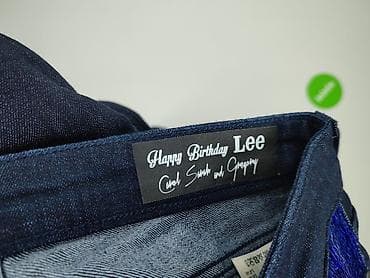 Happy Birthday Lee
Carol Sarah and Gregory